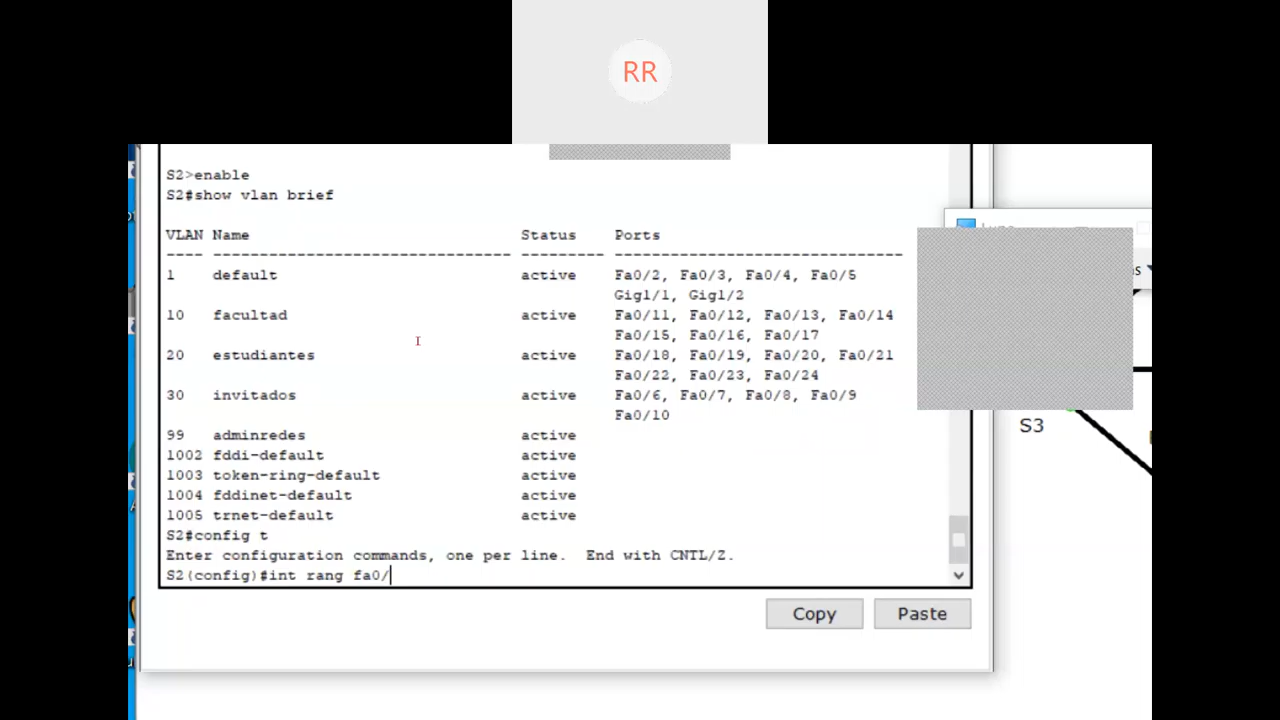 RR
S2>enable
S2#show vlan brief
VLAN Name Status Ports
---- -------------------------------- --------- -------------------------------
1 default active Fa0/2, Fa0/3, Fa0/4, Fa0/5
Gig1/1, Gig1/2
10 facultad active Fa0/11, Fa0/12, Fa0/13, Fa0/14
Fa0/15, Fa0/16, Fa0/17
20 estudiantes active Fa0/18, Fa0/19, Fa0/20, Fa0/21
Fa0/22, Fa0/23, Fa0/24
30 invitados active Fa0/6, Fa0/7, Fa0/8, Fa0/9
Fa0/10
99 adminredes active
1002 fddi-default active
1003 token-ring-default active
1004 fddinet-default active
1005 trnet-default active
S2#config t
Enter configuration commands, one per line. End with CNTL/Z.
S2(config)#int rang fa0/
Copy Paste
S3